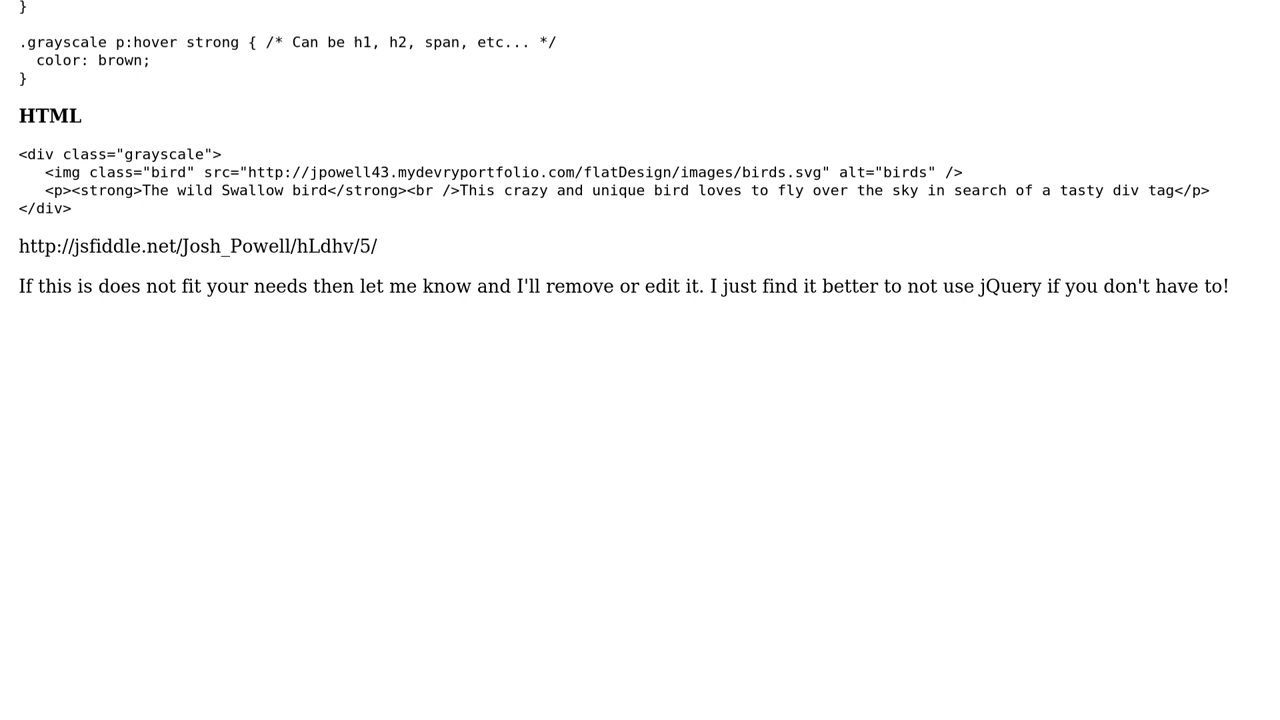 }
.grayscale p:hover strong { /* Can be h1, h2, span, etc... */
  color: brown;
}
HTML
<div class="grayscale">
   <img class="bird" src="http://jpowell43.mydevryportfolio.com/flatDesign/images/birds.svg" alt="birds" />
   <p><strong>The wild Swallow bird</strong><br />This crazy and unique bird loves to fly over the sky in search of a tasty div tag</p>
</div>
http://jsfiddle.net/Josh_Powell/hLdhv/5/
If this is does not fit your needs then let me know and I'll remove or edit it. I just find it better to not use jQuery if you don't have to!